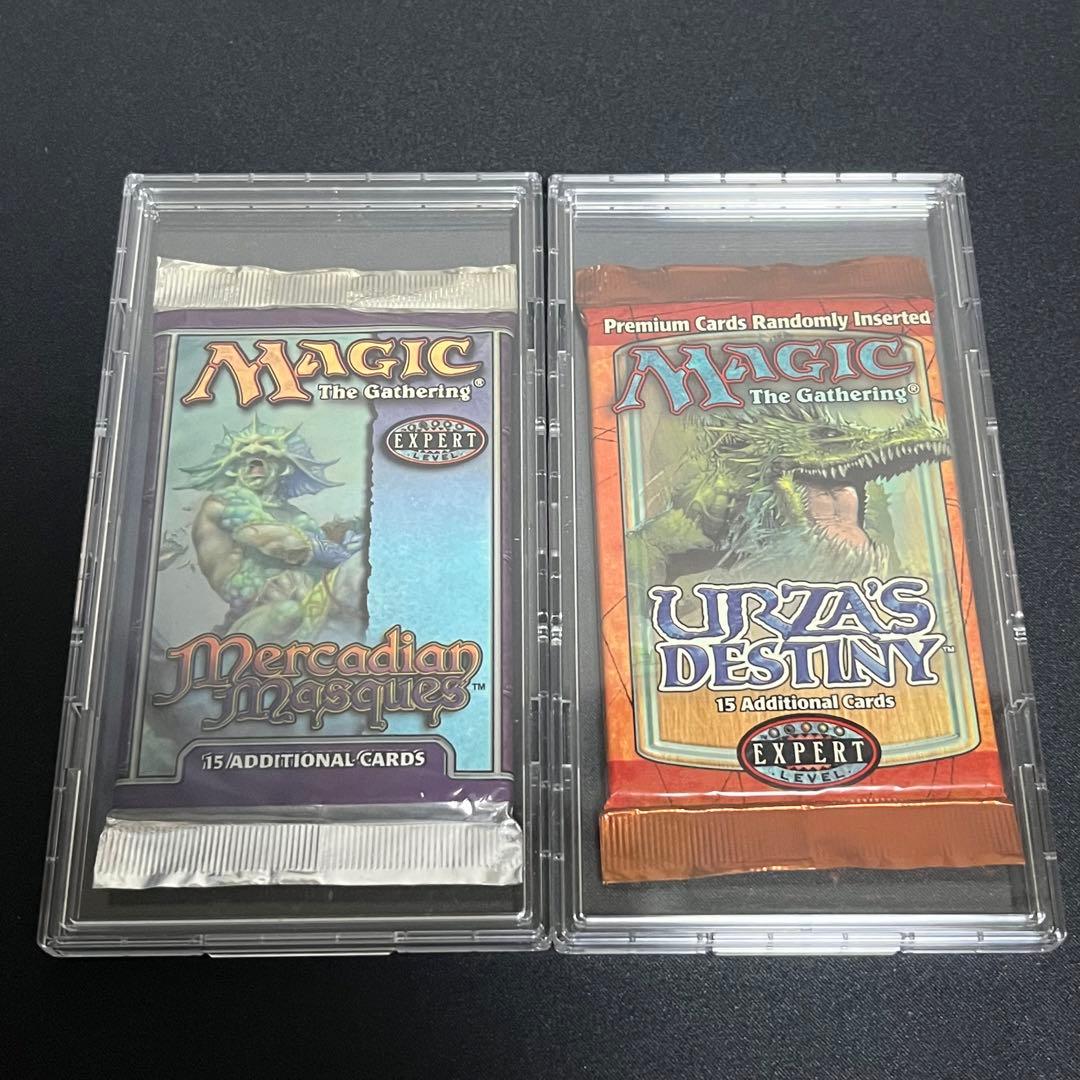 MAGIC
The Gathering®
EXPERT
LEVEL
Mercadian
Masques™
15 ADDITIONAL CARDS
Premium Cards Randomly Inserted
MAGIC
The Gathering®
URZA'S
DESTINY™
15 Additional Cards
EXPERT
LEVEL